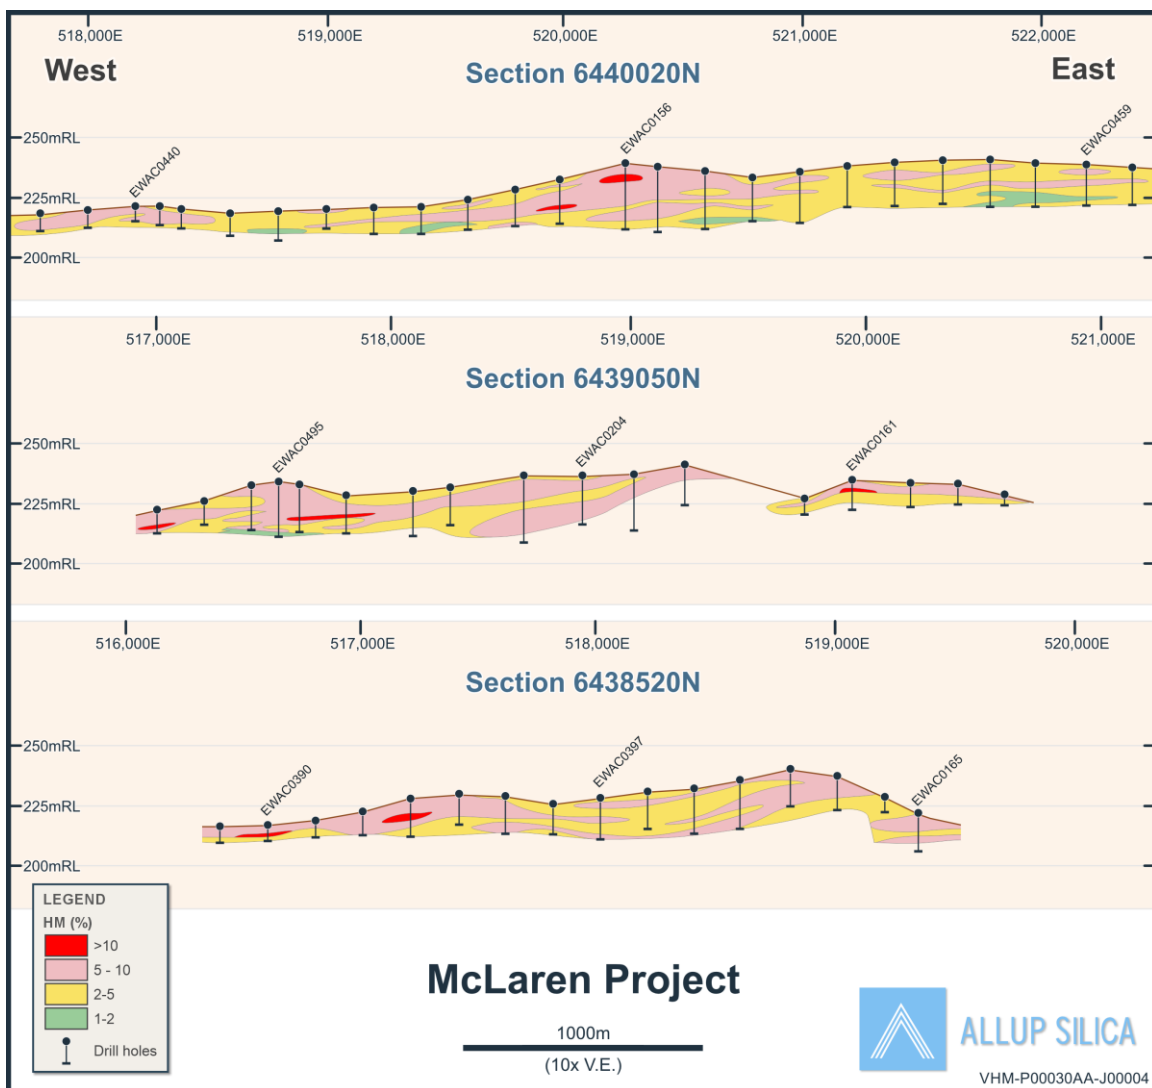 518,000E 519,000E 520,000E 521,000E 522,000E
West Section 6440020N East
EWAC0440 EWAC0156 EWAC0459
250mRL
225mRL
200mRL
517,000E 518,000E 519,000E 520,000E 521,000E
Section 6439050N
EWAC0495 EWAC0204 EWAC0161
250mRL
225mRL
200mRL
516,000E 517,000E 518,000E 519,000E 520,000E
Section 6438520N
EWAC0390 EWAC0397 EWAC0165
250mRL
225mRL
200mRL
LEGEND
HM (%)
>10
5 - 10
2-5
1-2
Drill holes
McLaren Project
1000m
(10x V.E.)
ALLUP SILICA
VHM-P00030AA-J00004